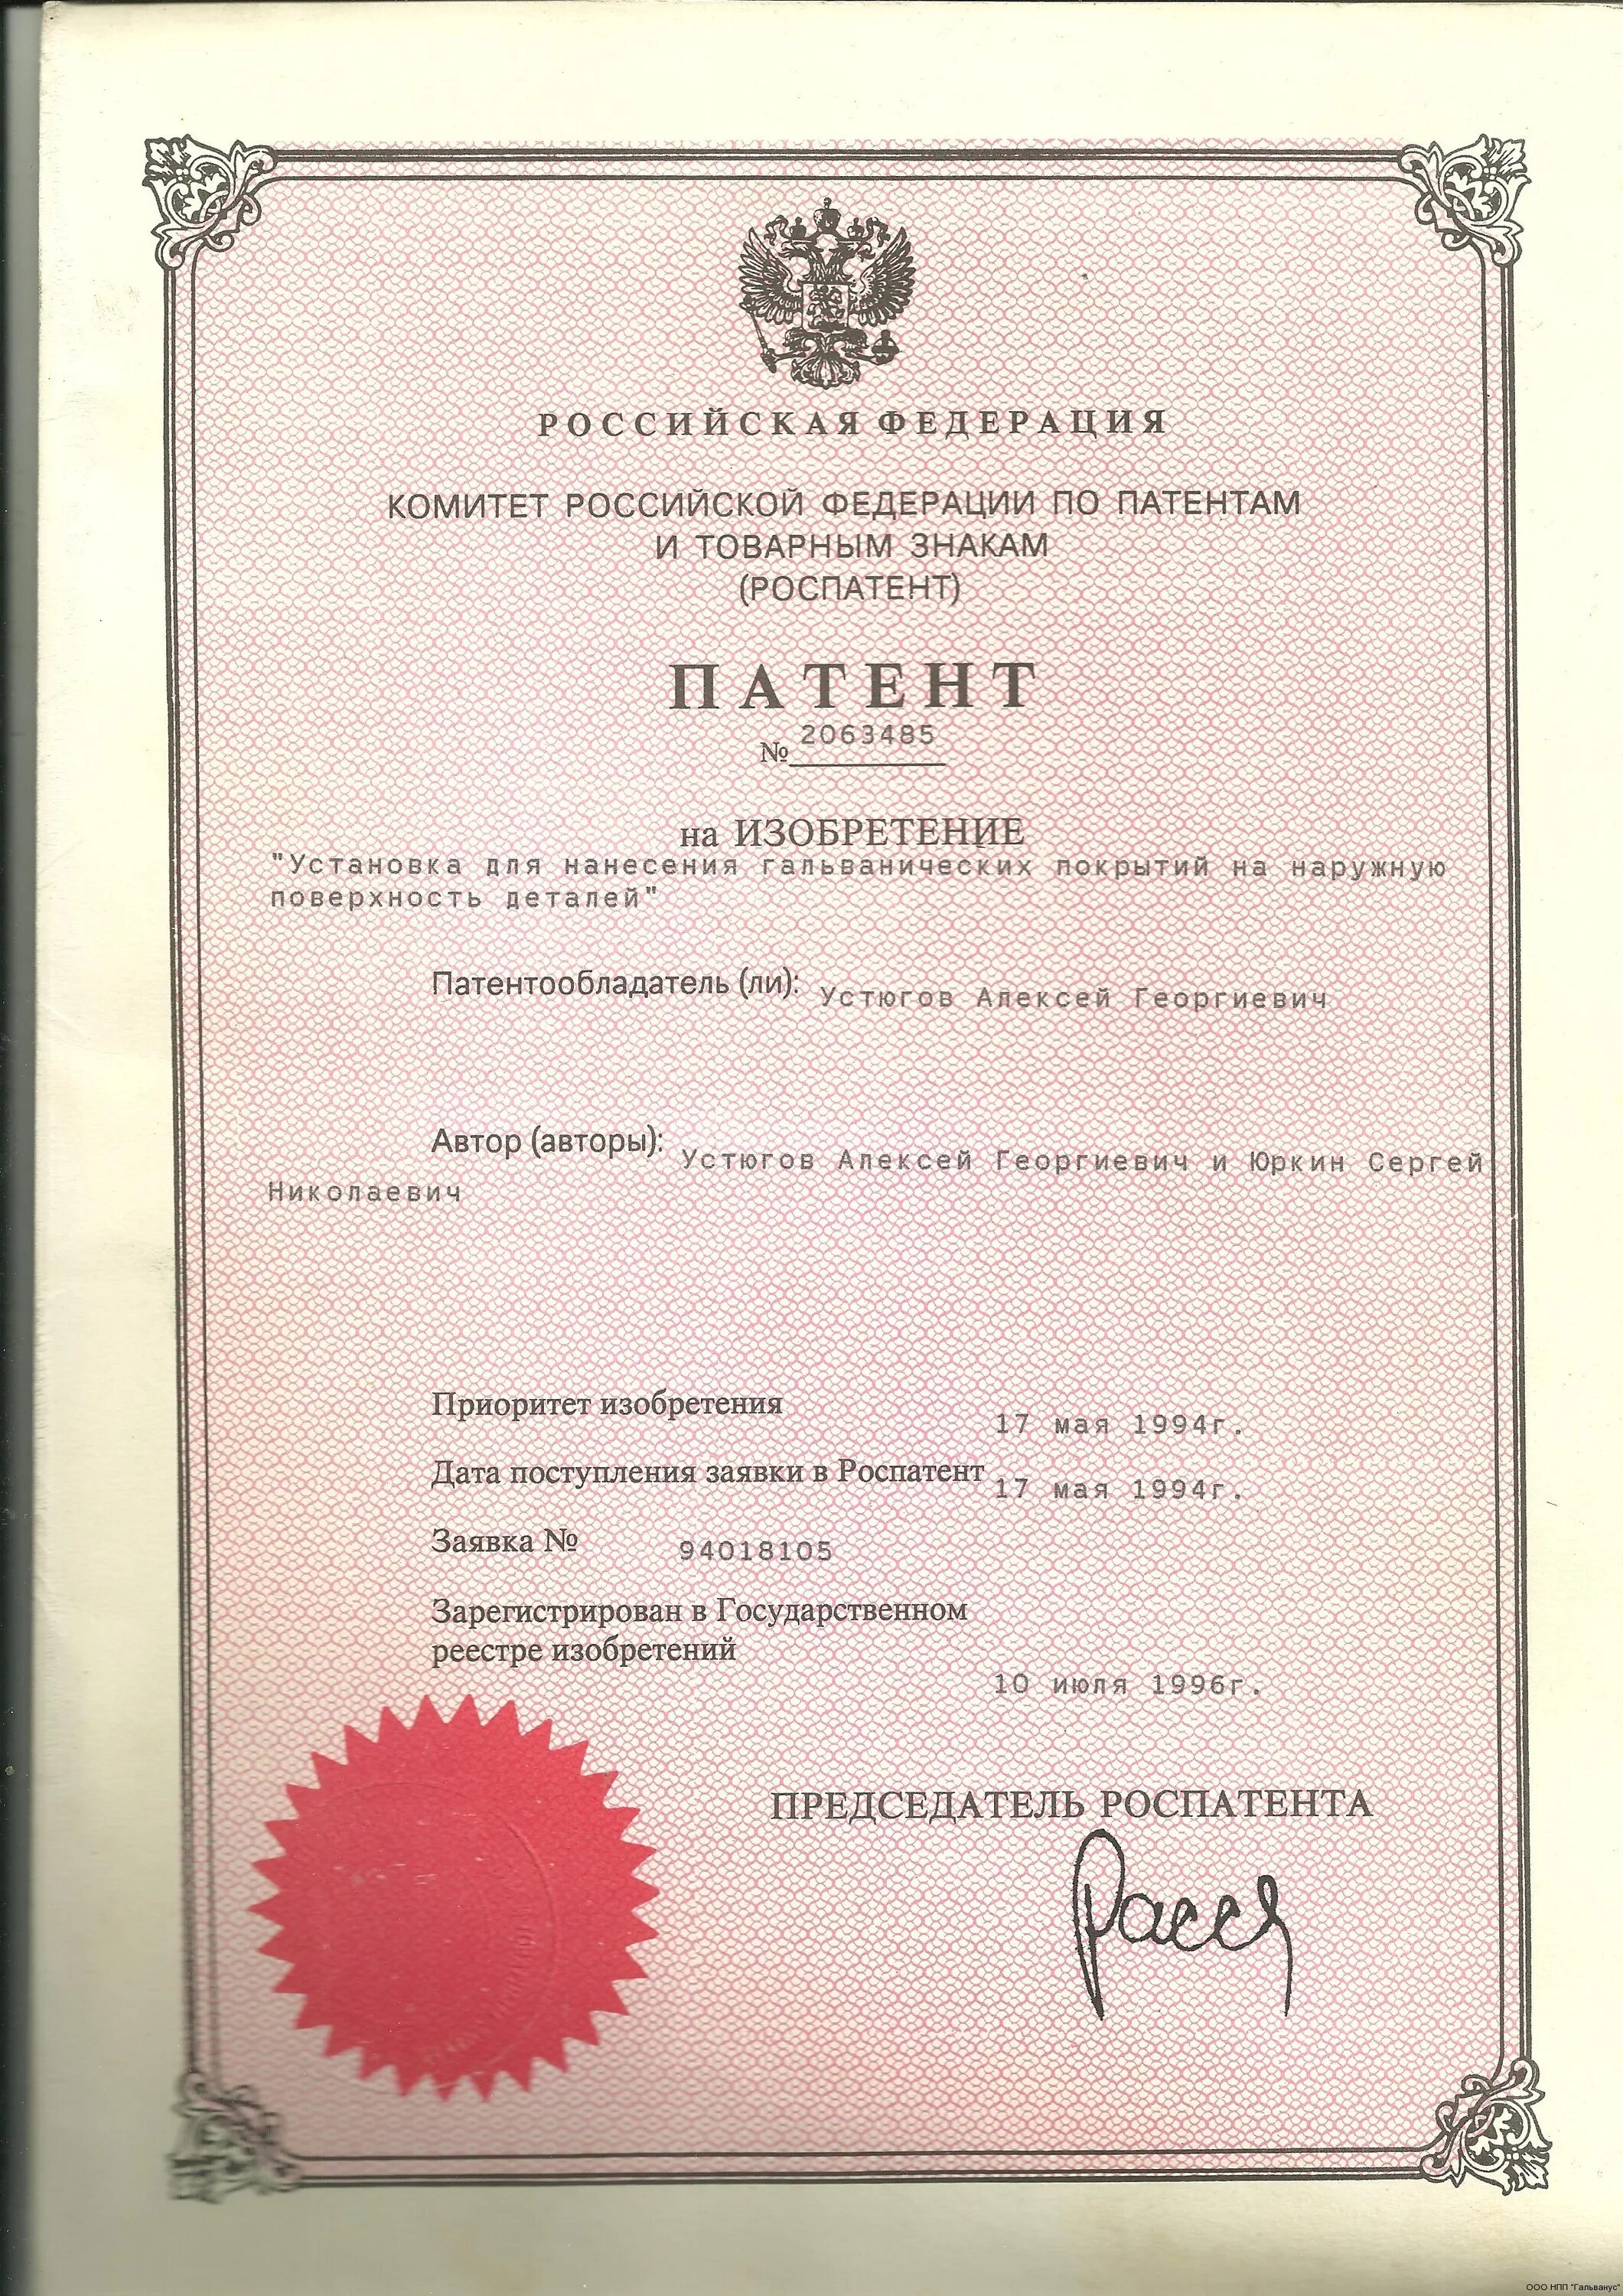 РОССИЙСКАЯ ФЕДЕРАЦИЯ
КОМИТЕТ РОССИЙСКОЙ ФЕДЕРАЦИИ ПО ПАТЕНТАМ
И ТОВАРНЫМ ЗНАКАМ
(РОСПАТЕНТ)
ПАТЕНТ
№ 2063485
на ИЗОБРЕТЕНИЕ
"Установка для нанесения гальванических покрытий на наружную
поверхность деталей"
Патентообладатель (ли): Устюгов Алексей Георгиевич
Автор (авторы): Устюгов Алексей Георгиевич и Юркин Сергей
Николаевич
Приоритет изобретения 17 мая 1994г.
Дата поступления заявки в Роспатент 17 мая 1994г.
Заявка № 94018105
Зарегистрирован в Государственном
реестре изобретений
10 июля 1996г.
ПРЕДСЕДАТЕЛЬ РОСПАТЕНТА
ООО НПП "Гальванус"